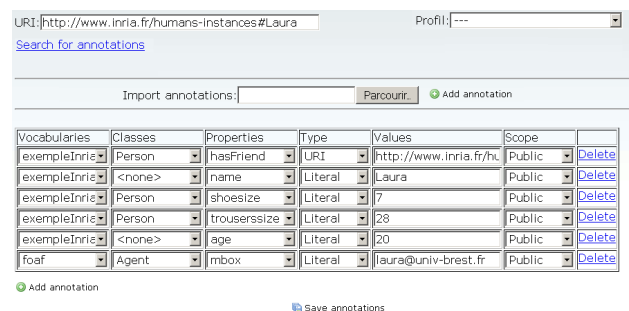 URI: http://www.inria.fr/humans-instances#Laura Profil: ---
Search for annotations
Import annotations: Parcourir.. Add annotation
Vocabularies Classes Properties Type Values Scope
exempleInria Person hasFriend URI http://www.inria.fr/hu Public Delete
exempleInria <none> name Literal Laura Public Delete
exempleInria Person shoesize Literal 7 Public Delete
exempleInria Person trouserssize Literal 28 Public Delete
exempleInria <none> age Literal 20 Public Delete
foaf Agent mbox Literal laura@univ-brest.fr Public Delete
Add annotation
Save annotations